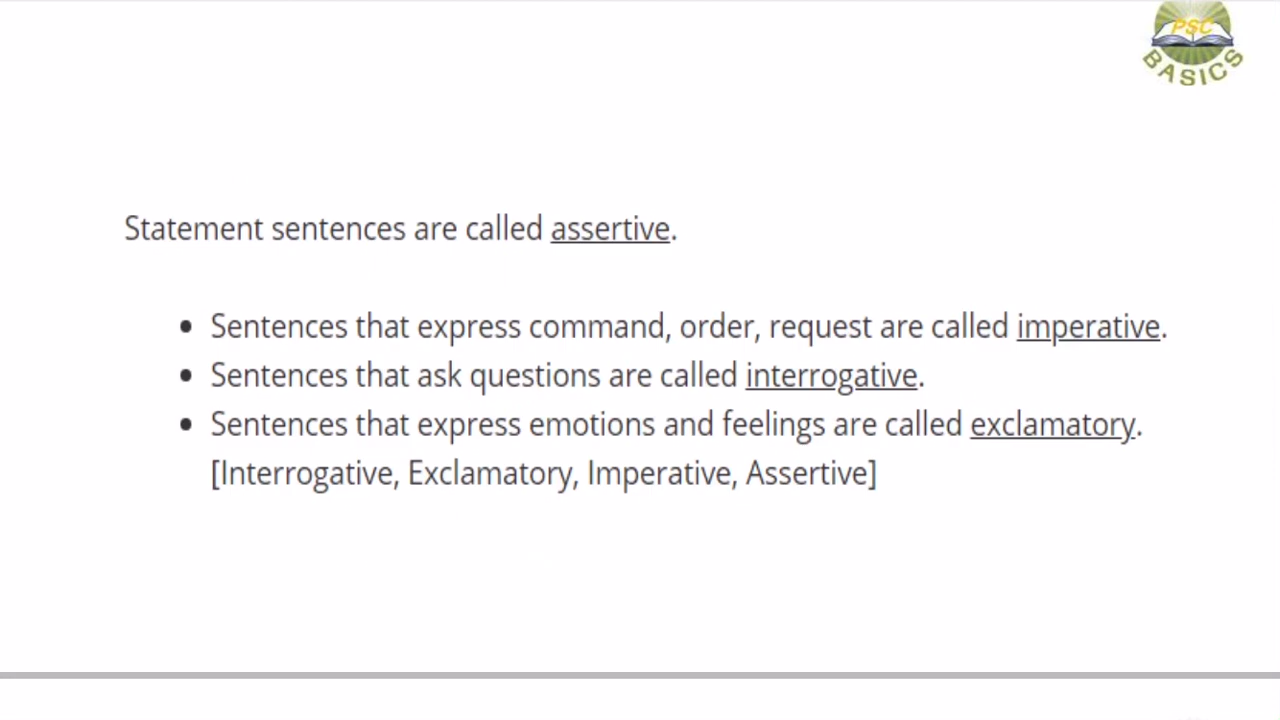 PSC
BASICS
Statement sentences are called assertive.
• Sentences that express command, order, request are called imperative.
• Sentences that ask questions are called interrogative.
• Sentences that express emotions and feelings are called exclamatory.
[Interrogative, Exclamatory, Imperative, Assertive]